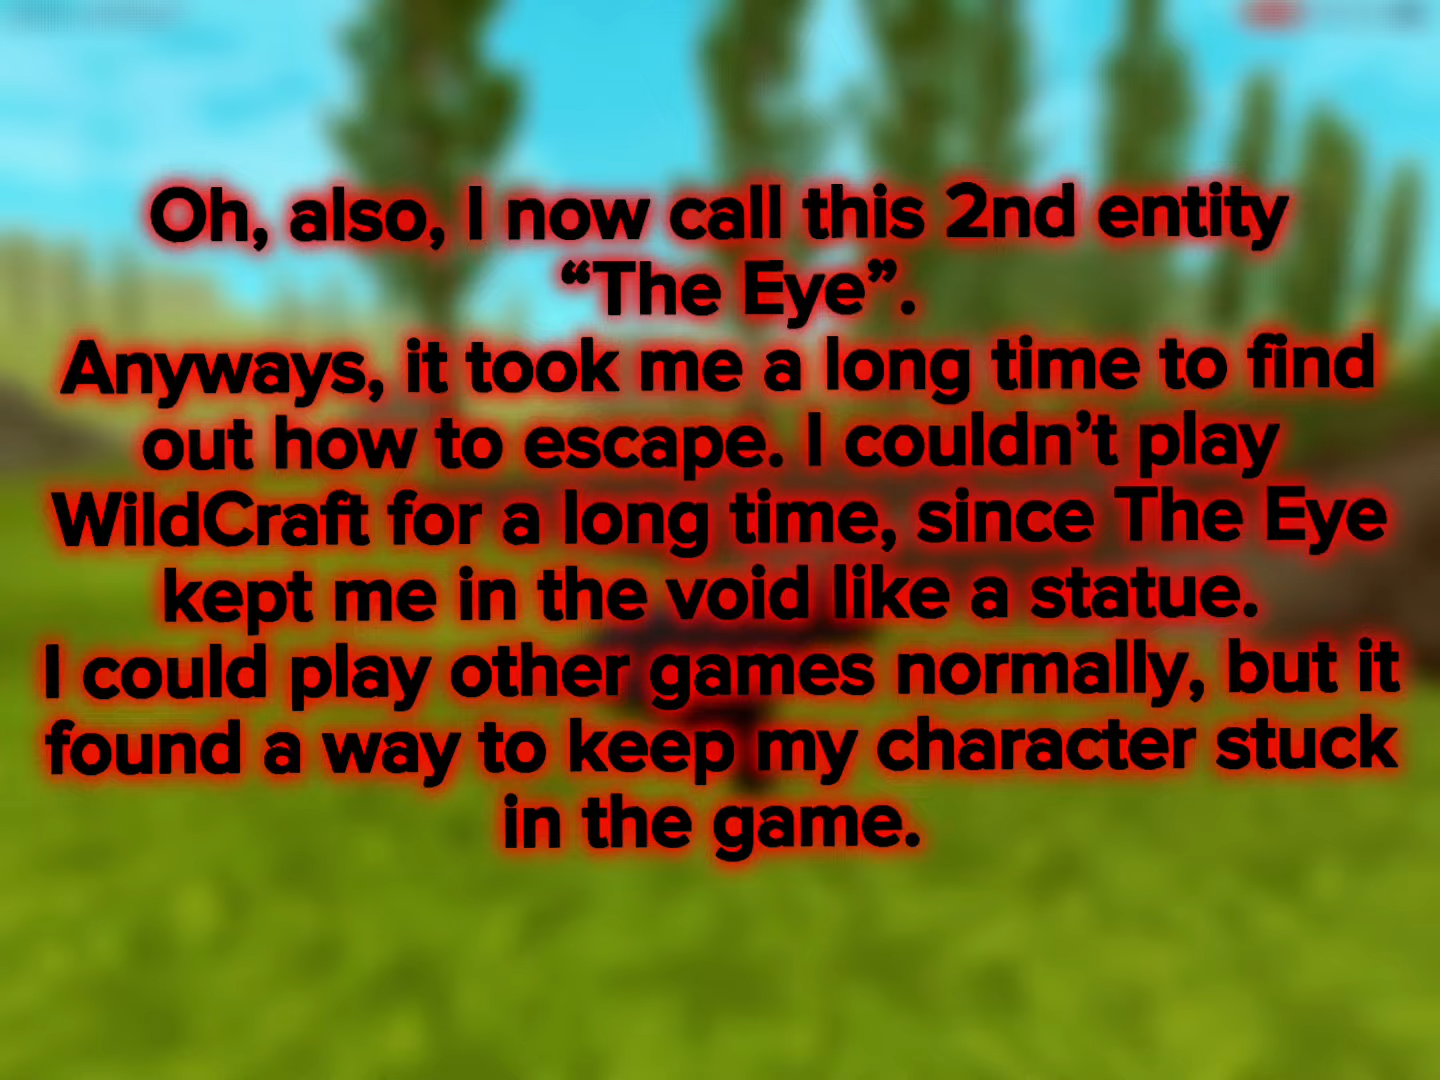 Oh, also, I now call this 2nd entity
“The Eye”.
Anyways, it took me a long time to find
out how to escape. I couldn’t play
WildCraft for a long time, since The Eye
kept me in the void like a statue.
I could play other games normally, but it
found a way to keep my character stuck
in the game.